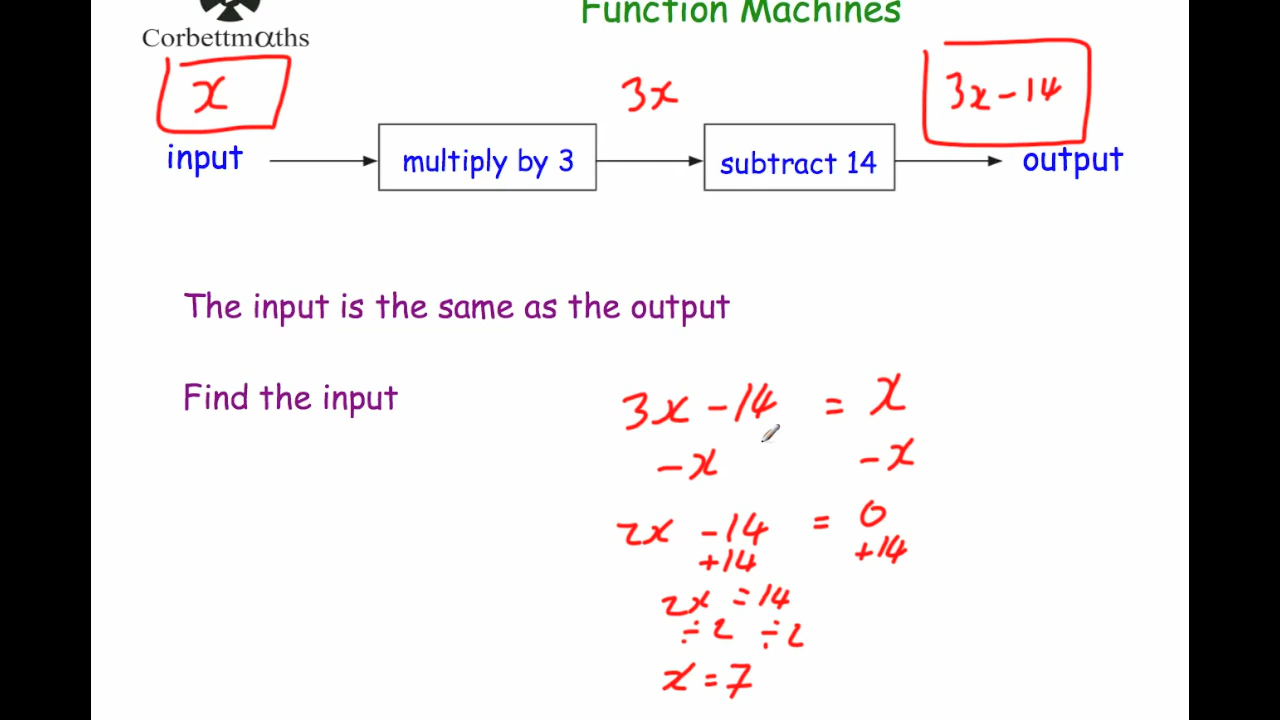 Function Machines
Corbettmαths
x
3x
3x - 14
input
multiply by 3
subtract 14
output
The input is the same as the output
Find the input
3x - 14 = x
- x - x
2x - 14 = 0
+14 +14
2x = 14
÷ 2 ÷ 2
x = 7